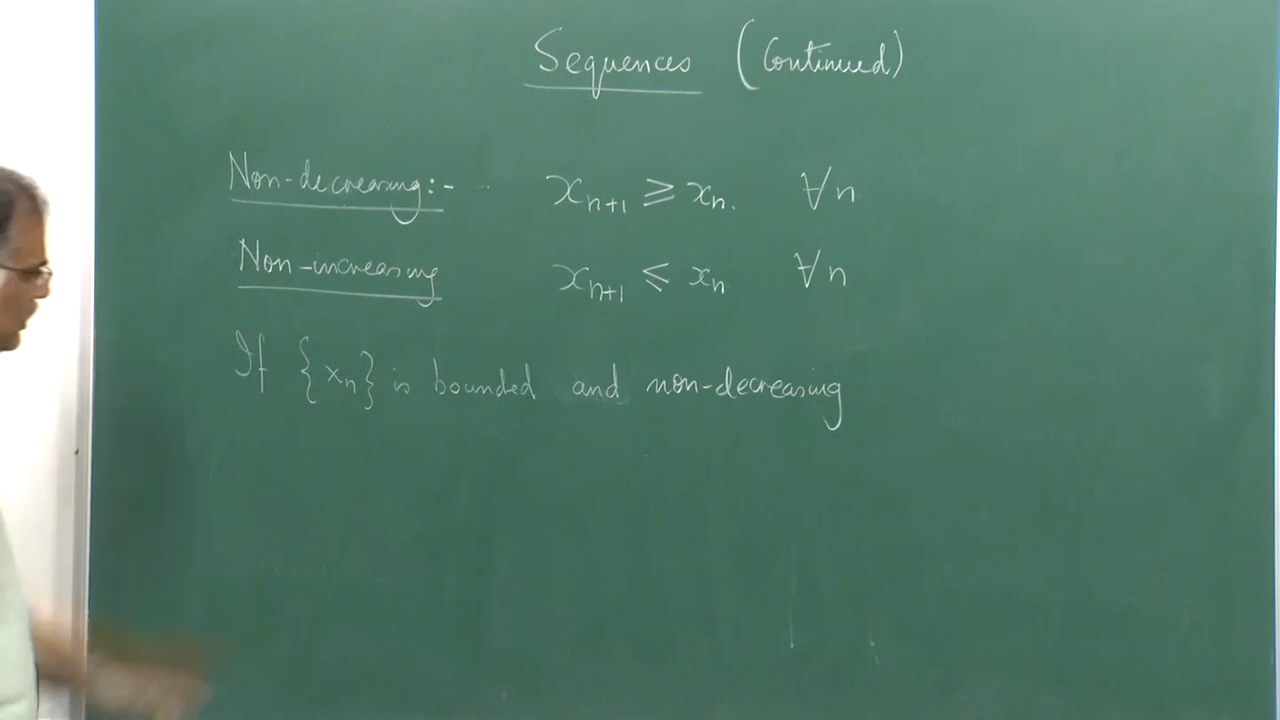 Sequences (Continued)
Non-decreasing:- xₙ₊₁ ⩾ xₙ. ∀n
Non-increasing xₙ₊₁ ⩽ xₙ ∀n
If {xₙ} is bounded and non-decreasing